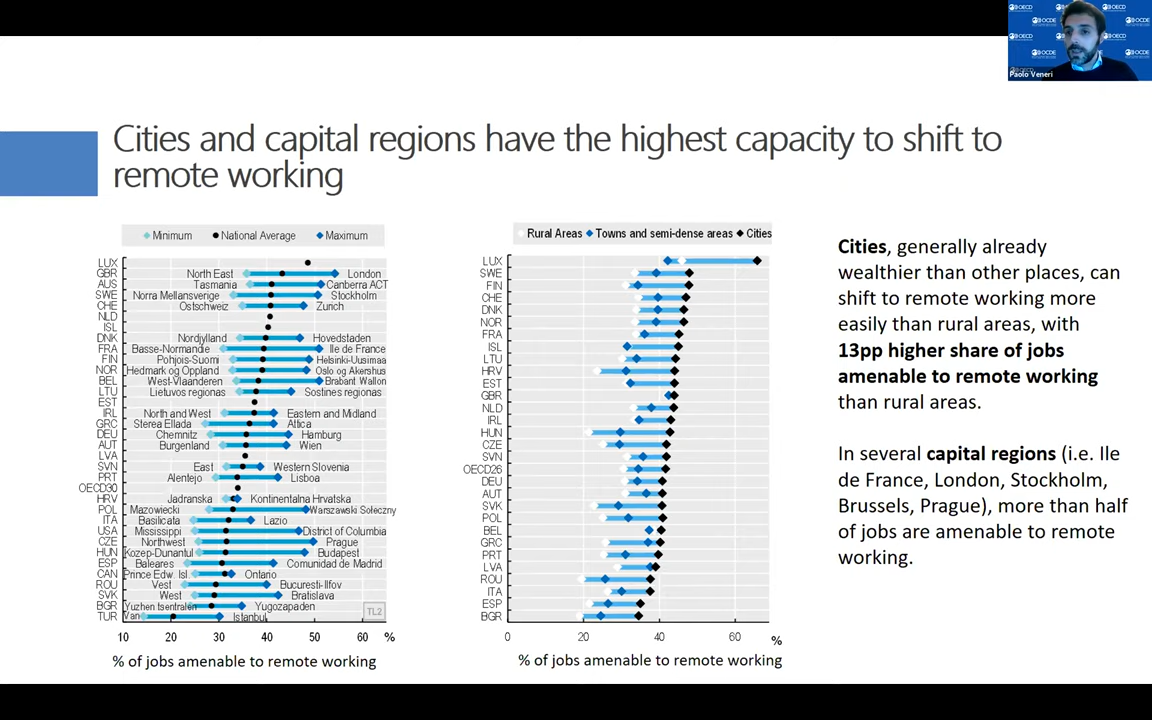 OECD
OCDE
Paolo Veneri
Cities and capital regions have the highest capacity to shift to
remote working
Minimum National Average Maximum
LUX
GBR North East London
AUS Tasmania Canberra ACT
SWE Norra Mellansverige Stockholm
CHE Ostschweiz Zurich
NLD
ISL
DNK Nordjylland Hovedstaden
FRA Basse-Normandie Ile de France
FIN Pohjois-Suomi Helsinki-Uusimaa
NOR Hedmark og Oppland Oslo og Akershus
BEL West-Vlaanderen Brabant Wallon
LTU Lietuvos regionas Sostines regionas
EST
IRL North and West Eastern and Midland
GRC Sterea Ellada Attica
DEU Chemnitz Hamburg
AUT Burgenland Wien
LVA
SVN East Western Slovenia
PRT Alentejo Lisboa
OECD30
HRV Jadranska Kontinentalna Hrvatska
POL Mazowiecki Warszawski Soleczny
ITA Basilicata Lazio
USA Mississippi District of Columbia
CZE Northwest Prague
HUN Kozep-Dunantul Budapest
ESP Baleares Comunidad de Madrid
CAN Prince Edw. Isl. Ontario
ROU Vest Bucuresti-Ilfov
SVK West Bratislava
BGR Yuzhen tsentralen Yugozapaden
TUR Van Istanbul
TL2
10 20 30 40 50 60 %
% of jobs amenable to remote working
Rural Areas Towns and semi-dense areas Cities
LUX
SWE
FIN
CHE
DNK
NOR
FRA
ISL
LTU
HRV
EST
GBR
NLD
IRL
HUN
CZE
SVN
OECD26
DEU
AUT
SVK
POL
BEL
GRC
PRT
LVA
ROU
ITA
ESP
BGR
0 20 40 60 %
% of jobs amenable to remote working
Cities, generally already
wealthier than other places, can
shift to remote working more
easily than rural areas, with
13pp higher share of jobs
amenable to remote working
than rural areas.
In several capital regions (i.e. Ile
de France, London, Stockholm,
Brussels, Prague), more than half
of jobs are amenable to remote
working.